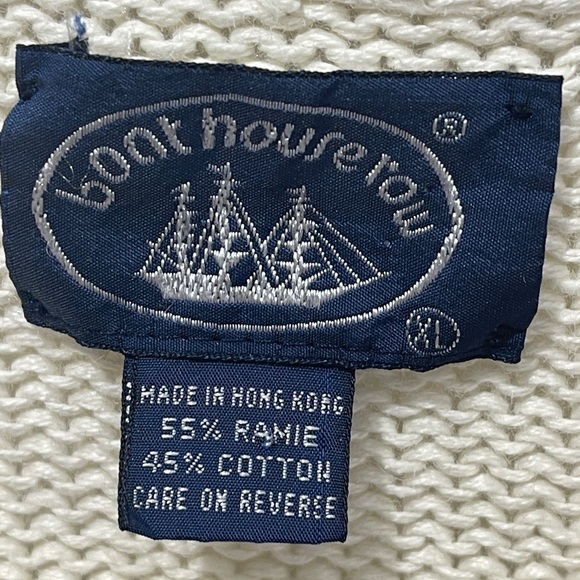 boat house row ®
XL
MADE IN HONG KONG
55% RAMIE
45% COTTON
CARE ON REVERSE